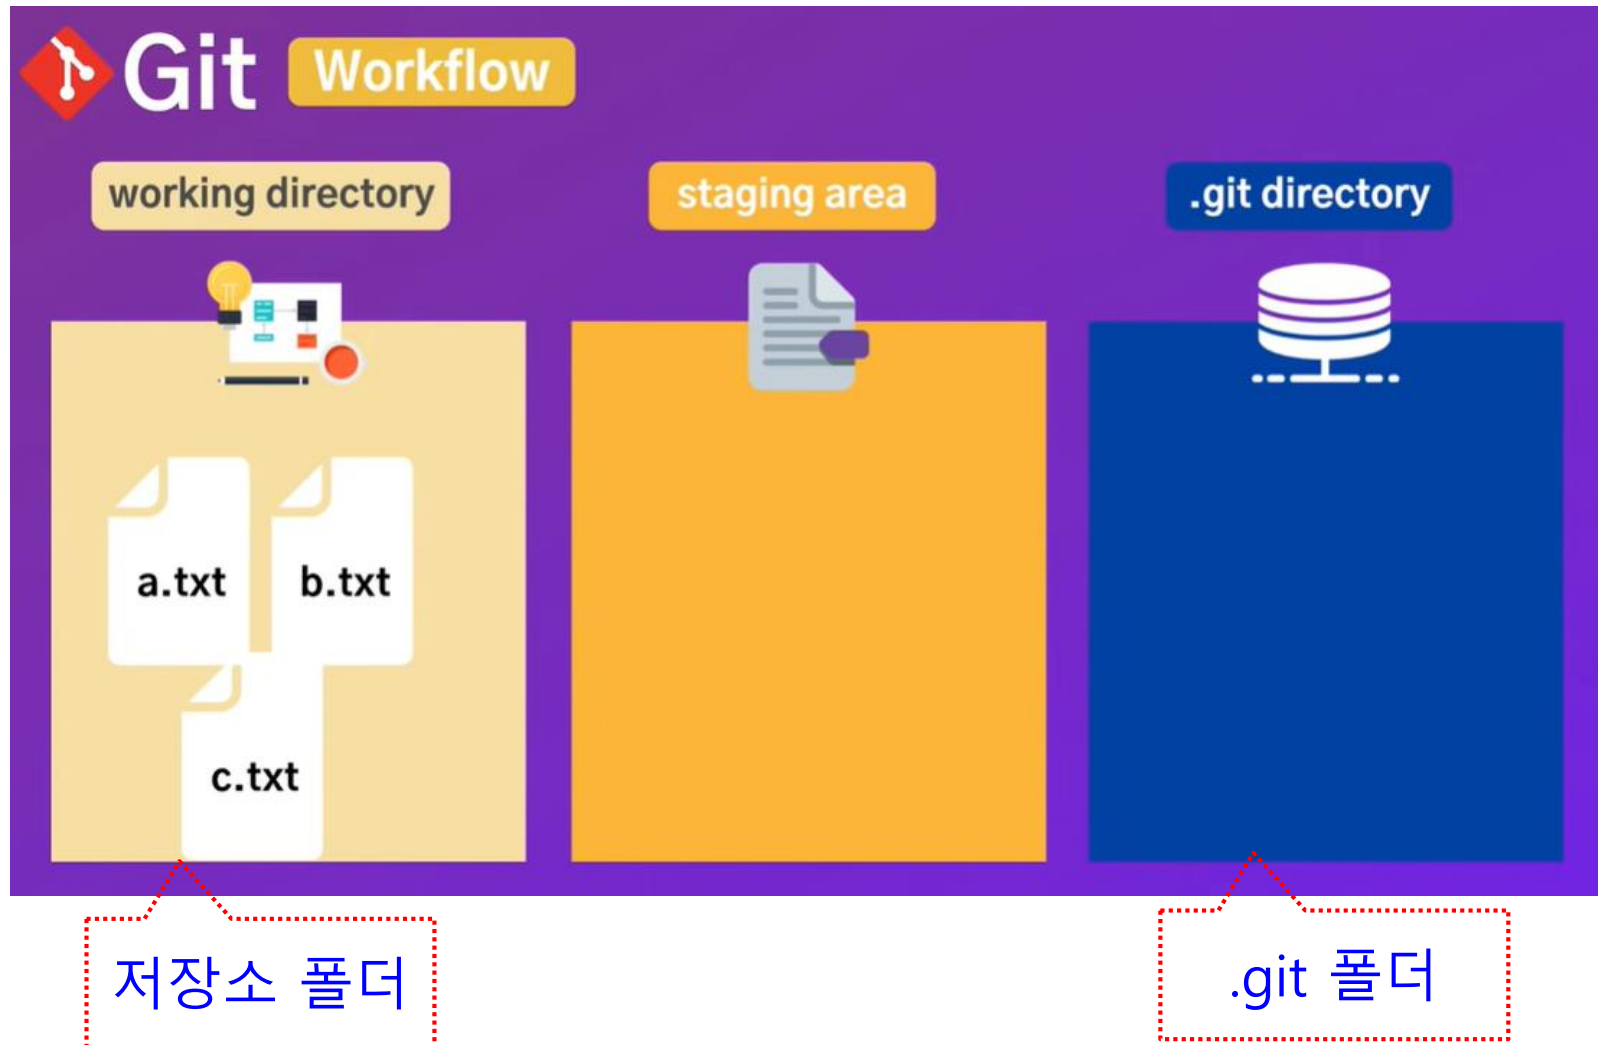 Git Workflow
working directory
staging area
.git directory
a.txt
b.txt
c.txt
저장소 폴더
.git 폴더